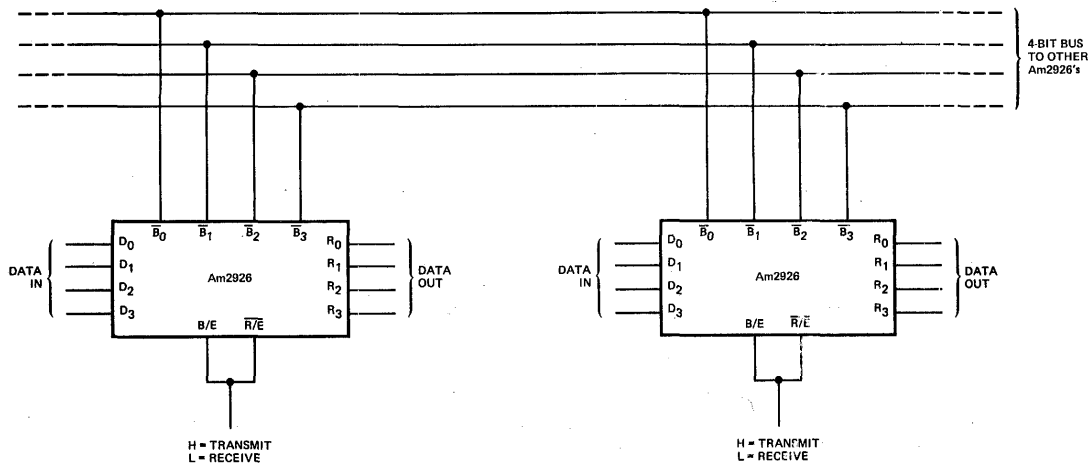 4-BIT BUS
TO OTHER
Am2926's
B̅0 B̅1 B̅2 B̅3
D0
D1
D2
D3
DATA
IN
Am2926
R0
R1
R2
R3
DATA
OUT
B/E R̅/̅E̅
H = TRANSMIT
L = RECEIVE
B̅0 B̅1 B̅2 B̅3
D0
D1
D2
D3
DATA
IN
Am2926
R0
R1
R2
R3
DATA
OUT
B/E R̅/E̅
H = TRANSMIT
L = RECEIVE